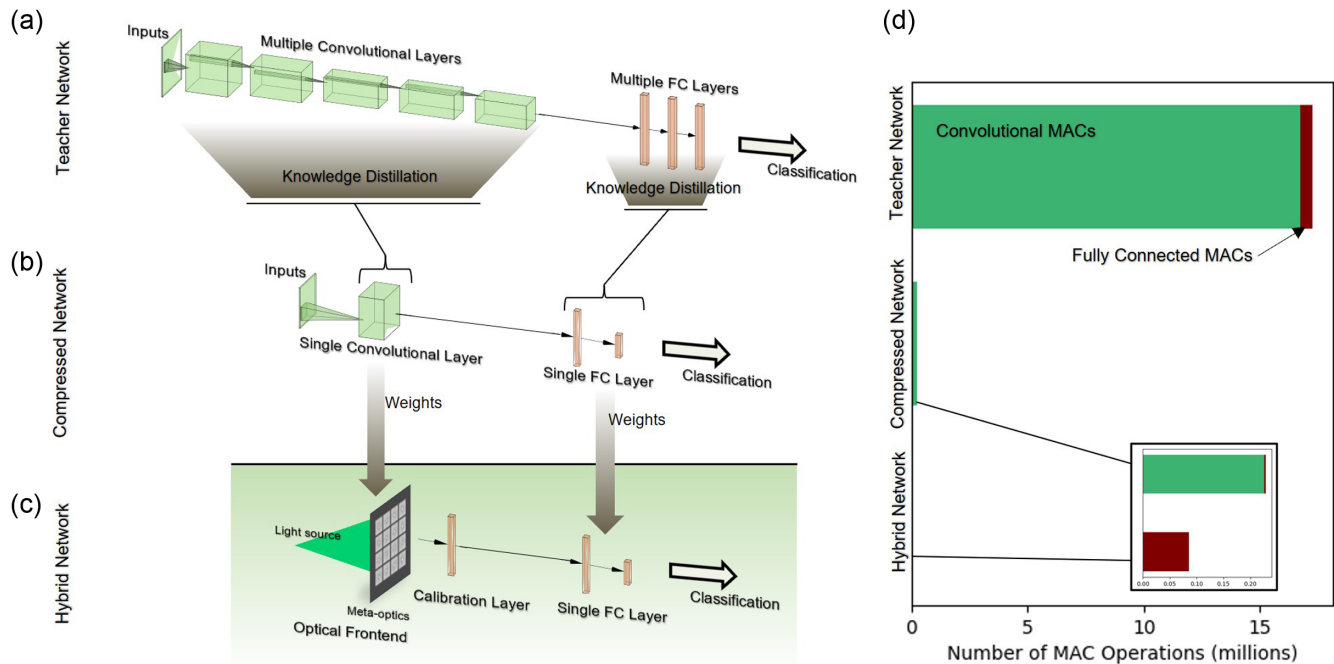 (a)
Teacher Network
Inputs
Multiple Convolutional Layers
Multiple FC Layers
Knowledge Distillation
Knowledge Distillation
Classification
(b)
Compressed Network
Inputs
Single Convolutional Layer
Single FC Layer
Classification
Weights
Weights
(c)
Hybrid Network
Light source
Meta-optics
Optical Frontend
Calibration Layer
Single FC Layer
Classification
(d)
Teacher Network
Convolutional MACs
Fully Connected MACs
Compressed Network
Hybrid Network
0.00 0.05 0.10 0.15 0.20
0 5 10 15
Number of MAC Operations (millions)